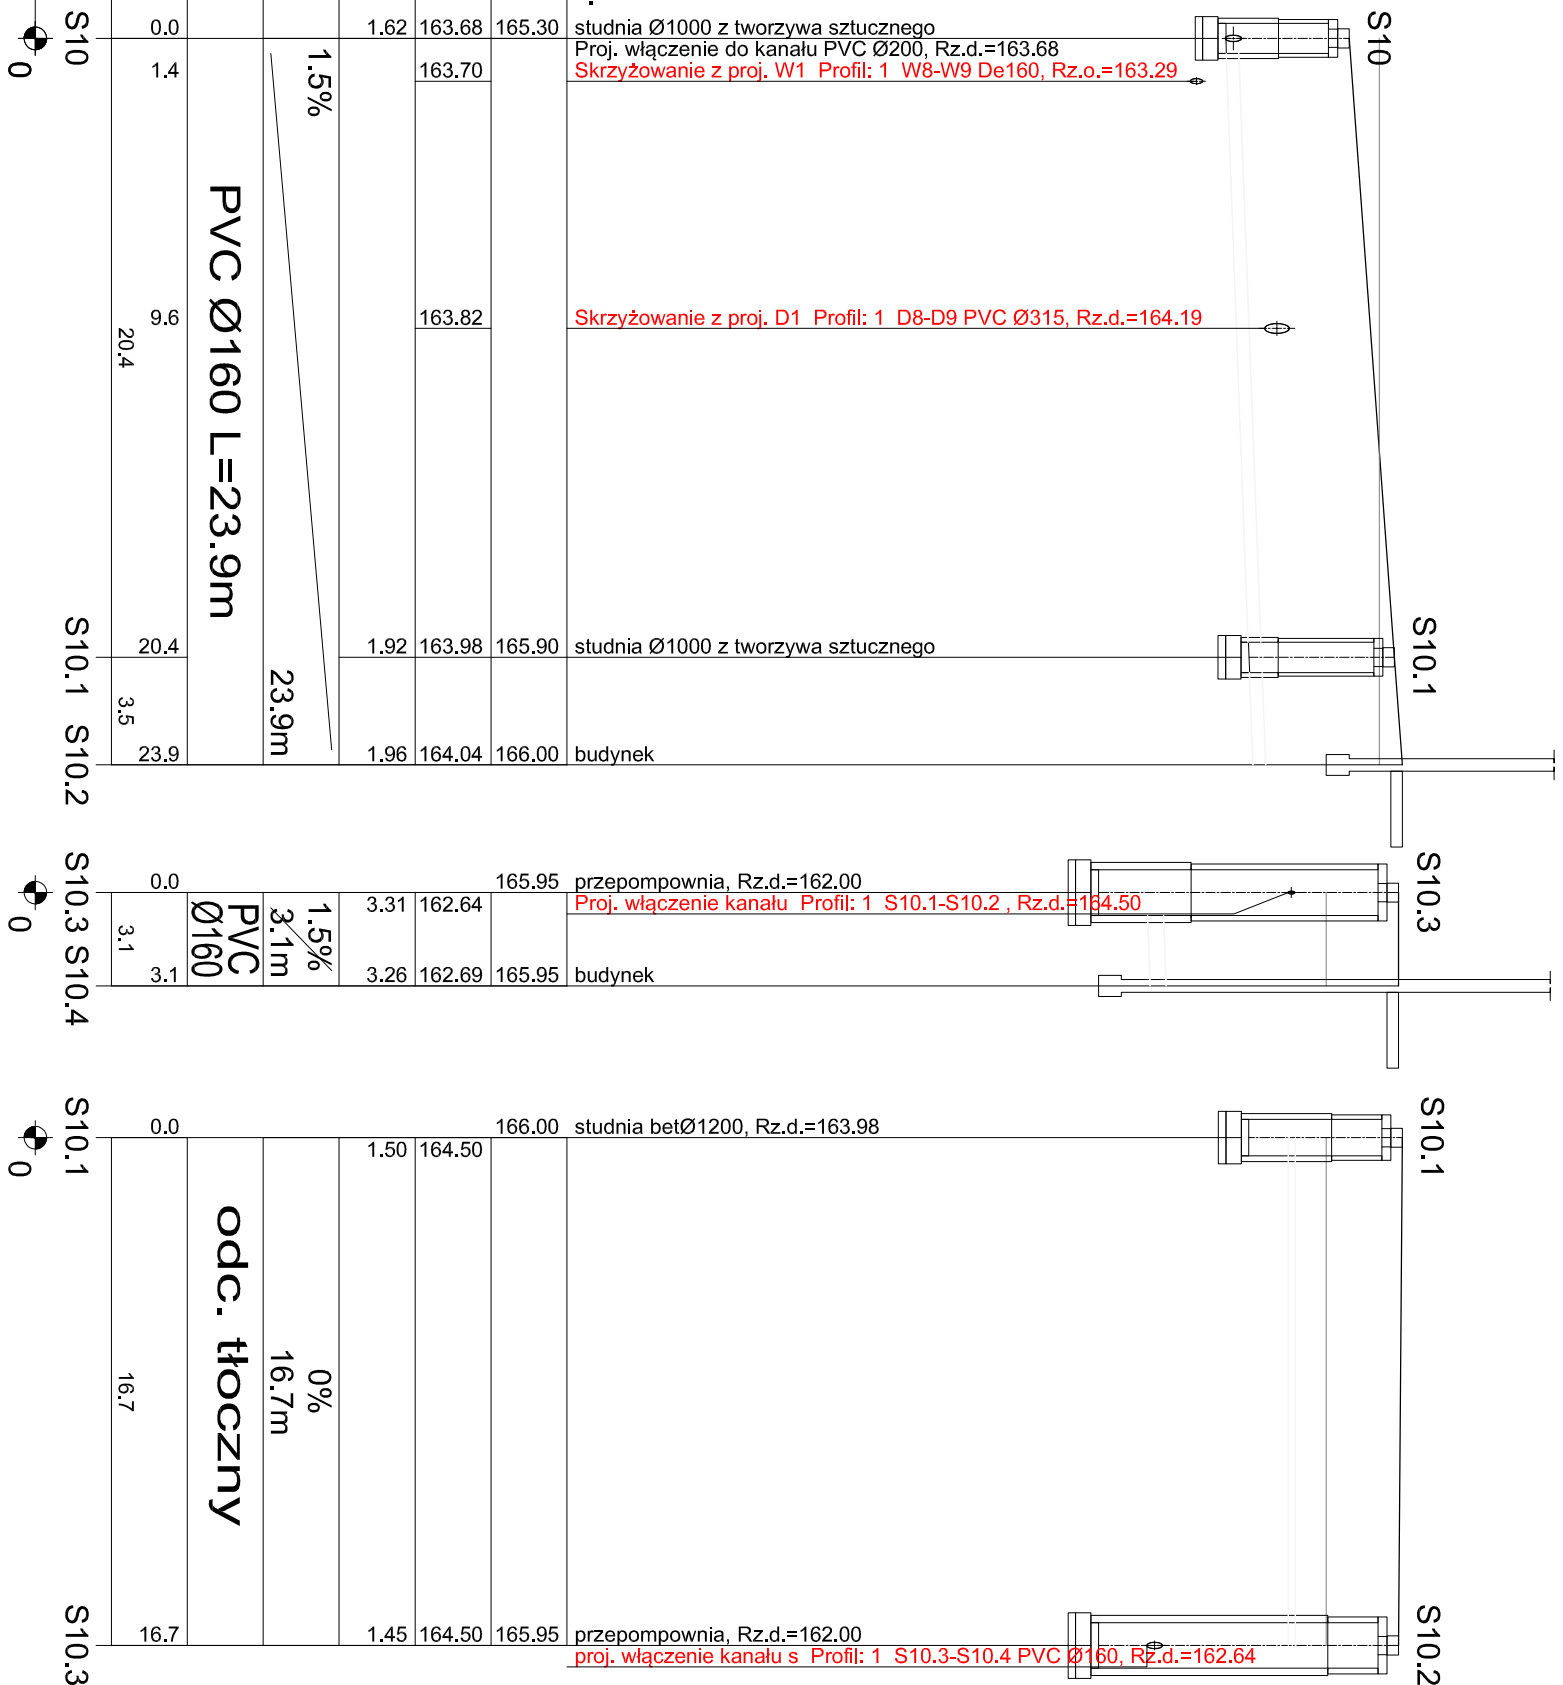 S10
0.0
1.62
163.68
165.30
studnia Ø1000 z tworzywa sztucznego
S10
Proj. włączenie do kanału PVC Ø200, Rz.d.=163.68
0
1.4
1.5%
163.70
Skrzyżowanie z proj. W1 Profil: 1 W8-W9 De160, Rz.o.=163.29
9.6
163.82
Skrzyżowanie z proj. D1 Profil: 1 D8-D9 PVC Ø315, Rz.d.=164.19
20.4
PVC Ø160 L=23.9m
S10.1
20.4
1.92
163.98
165.90
studnia Ø1000 z tworzywa sztucznego
S10.1
3.5
23.9m
S10.2
23.9
1.96
164.04
166.00
budynek
S10.3
0.0
165.95
przepompownia, Rz.d.=162.00
S10.3
0
3.31
162.64
Proj. włączenie kanału Profil: 1 S10.1-S10.2 , Rz.d.=164.50
3.1
PVC
Ø160
1.5%
3.1m
S10.4
3.1
3.26
162.69
165.95
budynek
S10.1
0.0
166.00
studnia betØ1200, Rz.d.=163.98
S10.1
0
1.50
164.50
16.7
odc. tłoczny
0%
16.7m
S10.3
16.7
1.45
164.50
165.95
przepompownia, Rz.d.=162.00
S10.2
proj. włączenie kanału s Profil: 1 S10.3-S10.4 PVC Ø160, Rz.d.=162.64